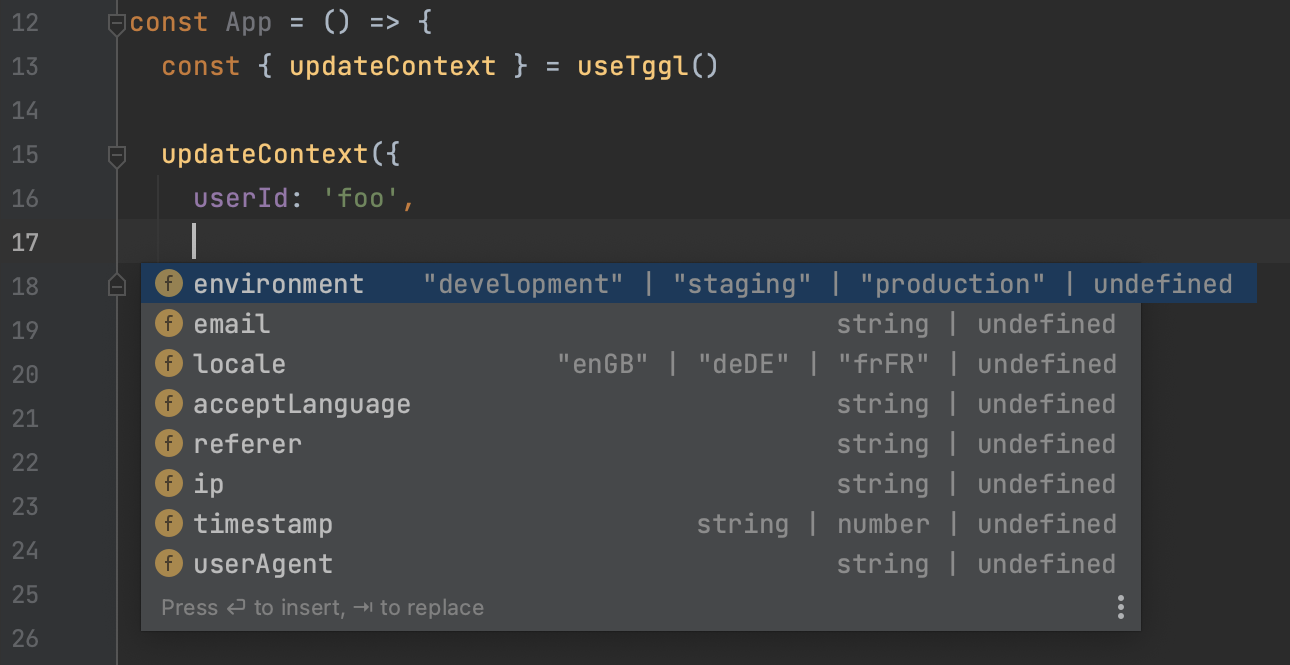 12 const App = () => {
13 const { updateContext } = useTggl()
14
15 updateContext({
16 userId: 'foo',
17
18 f environment "development" | "staging" | "production" | undefined
19 f email string | undefined
20 f locale "enGB" | "deDE" | "frFR" | undefined
21 f acceptLanguage string | undefined
22 f referer string | undefined
23 f ip string | undefined
24 f timestamp string | number | undefined
25 f userAgent string | undefined
26 Press ↵ to insert, ⇥ to replace